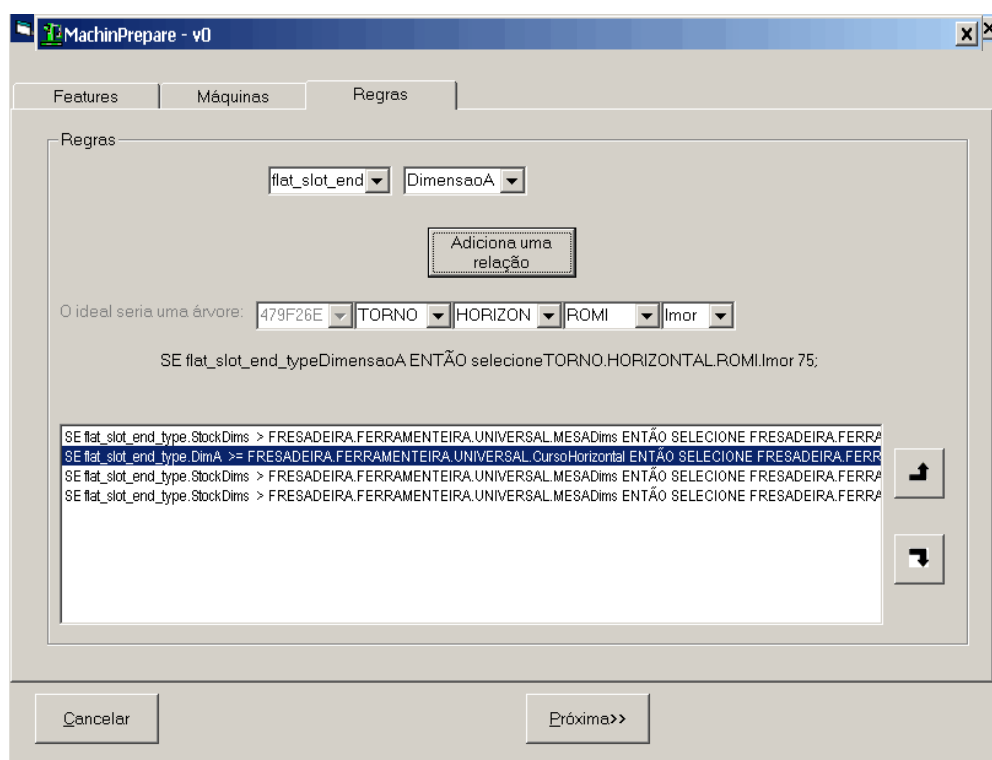 MachinPrepare - v0
Features Máquinas Regras
Regras
flat_slot_end DimensaoA
Adiciona uma
relação
O ideal seria uma árvore: 479F26E TORNO HORIZON ROMI Imor
SE flat_slot_end_typeDimensaoA ENTÃO selecioneTORNO.HORIZONTAL.ROMI.Imor 75;
SE flat_slot_end_type.StockDims > FRESADEIRA.FERRAMENTEIRA.UNIVERSAL.MESADims ENTÃO SELECIONE FRESADEIRA.FERRA
SE flat_slot_end_type.DimA >= FRESADEIRA.FERRAMENTEIRA.UNIVERSAL.CursoHorizontal ENTÃO SELECIONE FRESADEIRA.FERR
SE flat_slot_end_type.StockDims > FRESADEIRA.FERRAMENTEIRA.UNIVERSAL.MESADims ENTÃO SELECIONE FRESADEIRA.FERRA
SE flat_slot_end_type.StockDims > FRESADEIRA.FERRAMENTEIRA.UNIVERSAL.MESADims ENTÃO SELECIONE FRESADEIRA.FERRA
Cancelar Próxima>>